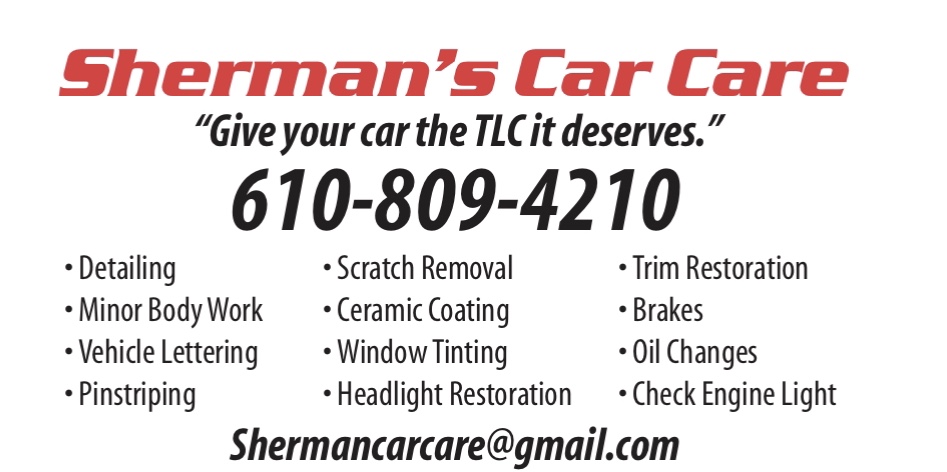 Sherman's Car Care
“Give your car the TLC it deserves.”
610-809-4210
• Detailing
• Minor Body Work
• Vehicle Lettering
• Pinstriping
• Scratch Removal
• Ceramic Coating
• Window Tinting
• Headlight Restoration
• Trim Restoration
• Brakes
• Oil Changes
• Check Engine Light
Shermancarcare@gmail.com